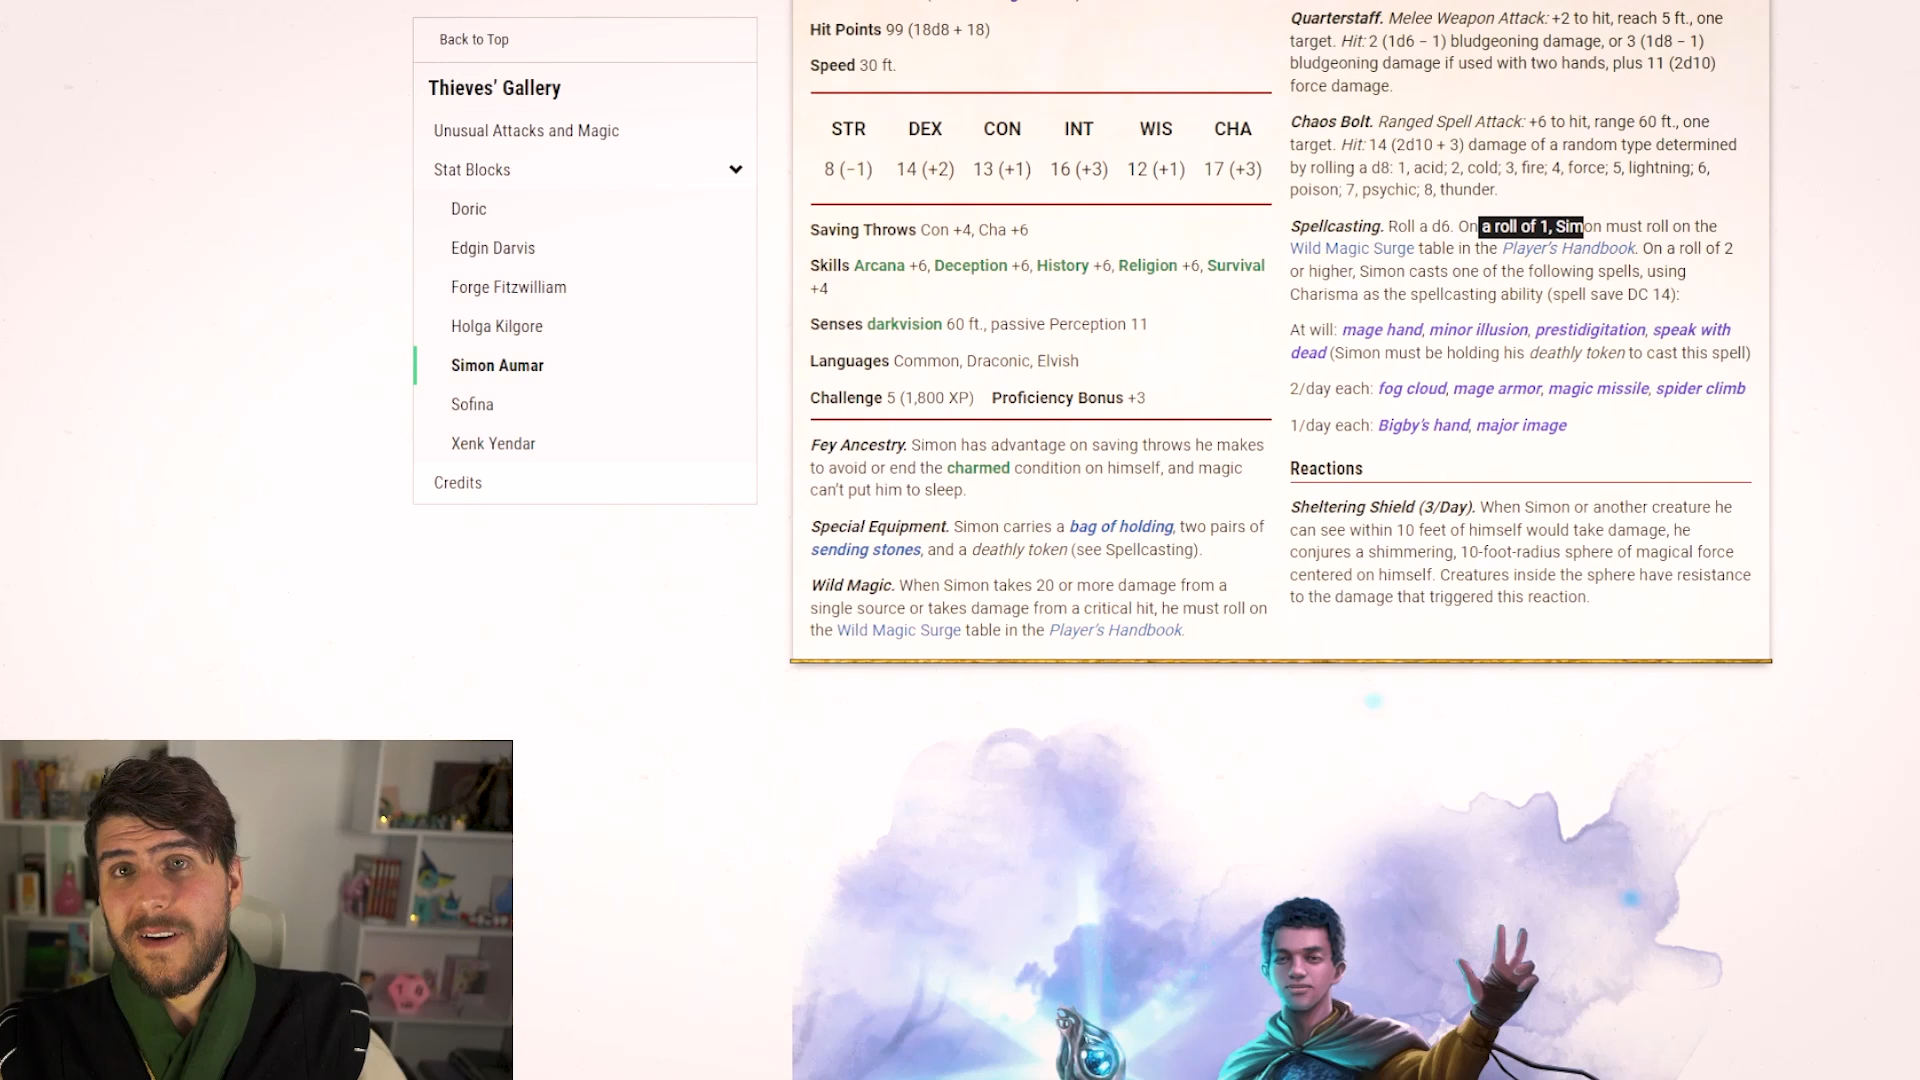 Back to Top
Thieves’ Gallery
Unusual Attacks and Magic
Stat Blocks
Doric
Edgin Darvis
Forge Fitzwilliam
Holga Kilgore
Simon Aumar
Sofina
Xenk Yendar
Credits
Hit Points 99 (18d8 + 18)
Speed 30 ft.
STR DEX CON INT WIS CHA
8 (−1) 14 (+2) 13 (+1) 16 (+3) 12 (+1) 17 (+3)
Saving Throws Con +4, Cha +6
Skills Arcana +6, Deception +6, History +6, Religion +6, Survival
+4
Senses darkvision 60 ft., passive Perception 11
Languages Common, Draconic, Elvish
Challenge 5 (1,800 XP) Proficiency Bonus +3
Fey Ancestry. Simon has advantage on saving throws he makes
to avoid or end the charmed condition on himself, and magic
can’t put him to sleep.
Special Equipment. Simon carries a bag of holding, two pairs of
sending stones, and a deathly token (see Spellcasting).
Wild Magic. When Simon takes 20 or more damage from a
single source or takes damage from a critical hit, he must roll on
the Wild Magic Surge table in the Player’s Handbook.
Quarterstaff. Melee Weapon Attack: +2 to hit, reach 5 ft., one
target. Hit: 2 (1d6 − 1) bludgeoning damage, or 3 (1d8 − 1)
bludgeoning damage if used with two hands, plus 11 (2d10)
force damage.
Chaos Bolt. Ranged Spell Attack: +6 to hit, range 60 ft., one
target. Hit: 14 (2d10 + 3) damage of a random type determined
by rolling a d8: 1, acid; 2, cold; 3, fire; 4, force; 5, lightning; 6,
poison; 7, psychic; 8, thunder.
Spellcasting. Roll a d6. On a roll of 1, Simon must roll on the
Wild Magic Surge table in the Player’s Handbook. On a roll of 2
or higher, Simon casts one of the following spells, using
Charisma as the spellcasting ability (spell save DC 14):
At will: mage hand, minor illusion, prestidigitation, speak with
dead (Simon must be holding his deathly token to cast this spell)
2/day each: fog cloud, mage armor, magic missile, spider climb
1/day each: Bigby’s hand, major image
Reactions
Sheltering Shield (3/Day). When Simon or another creature he
can see within 10 feet of himself would take damage, he
conjures a shimmering, 10-foot-radius sphere of magical force
centered on himself. Creatures inside the sphere have resistance
to the damage that triggered this reaction.